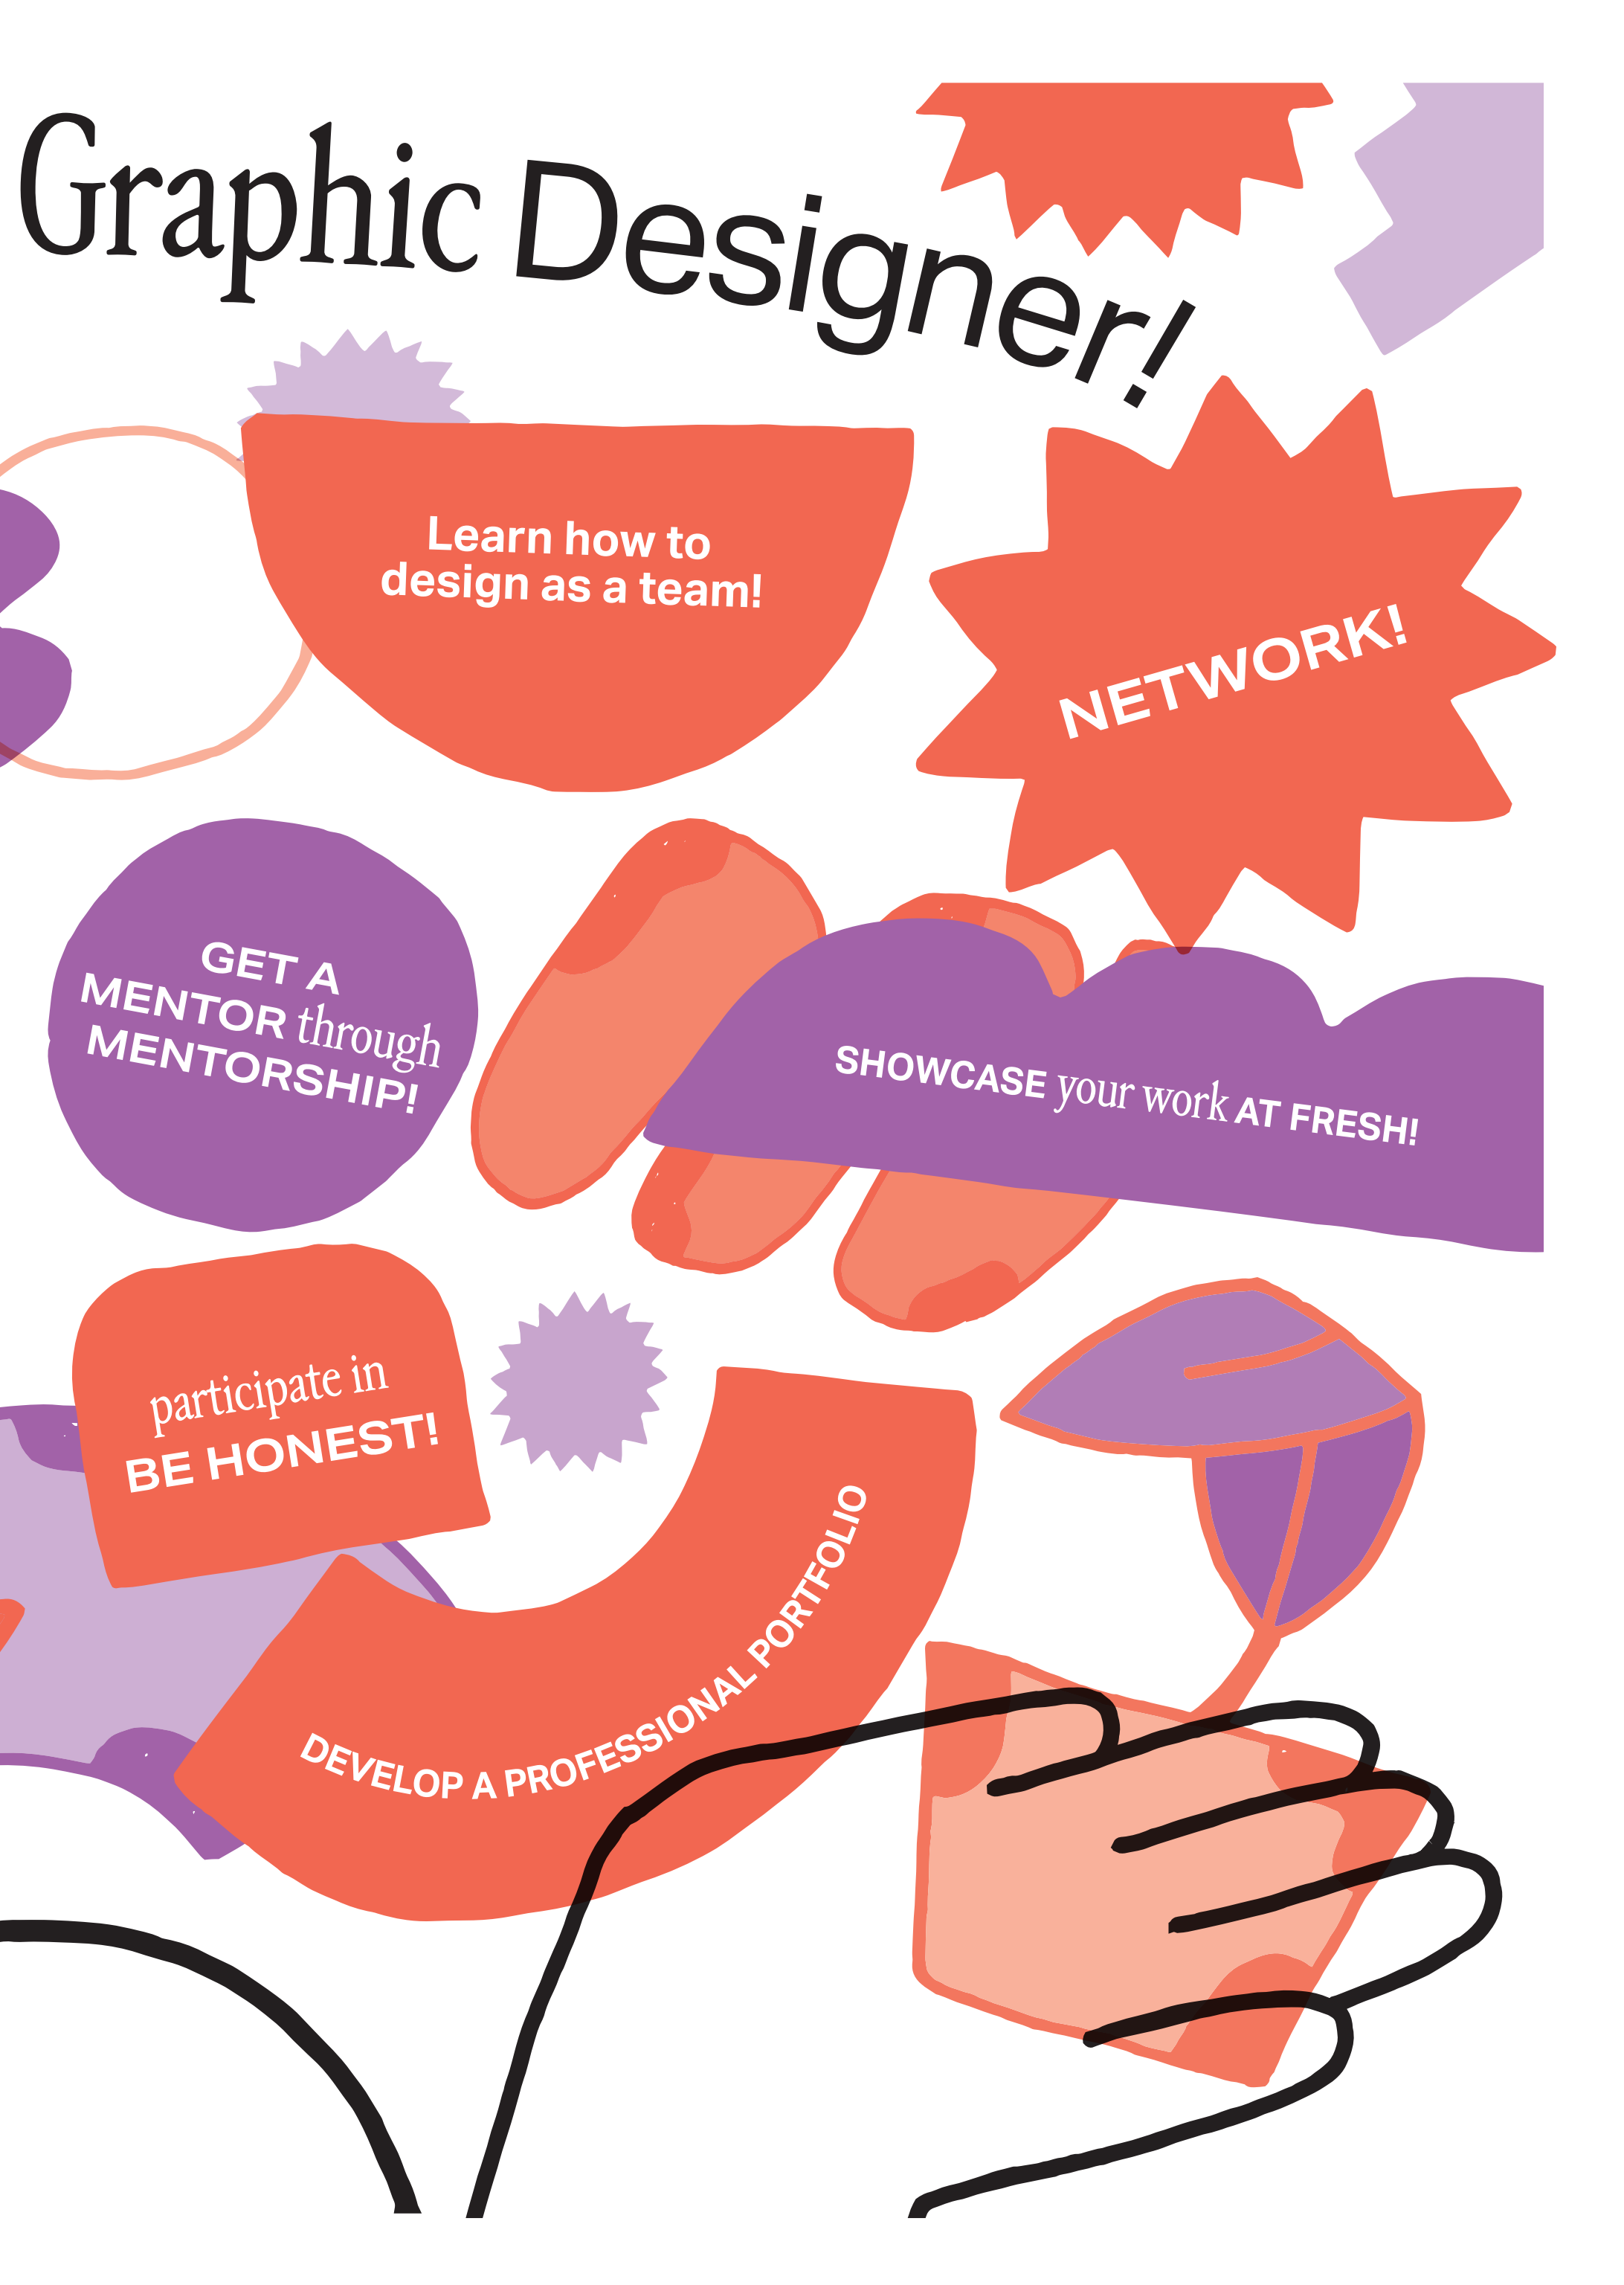 Graphic Designer!
Learn how to
design as a team!
NETWORK!
GET A
MENTOR through
MENTORSHIP!
SHOWCASE your work AT FRESH!
participate in
BE HONEST!
DEVELOP A PROFESSIONAL PORTFOLIO